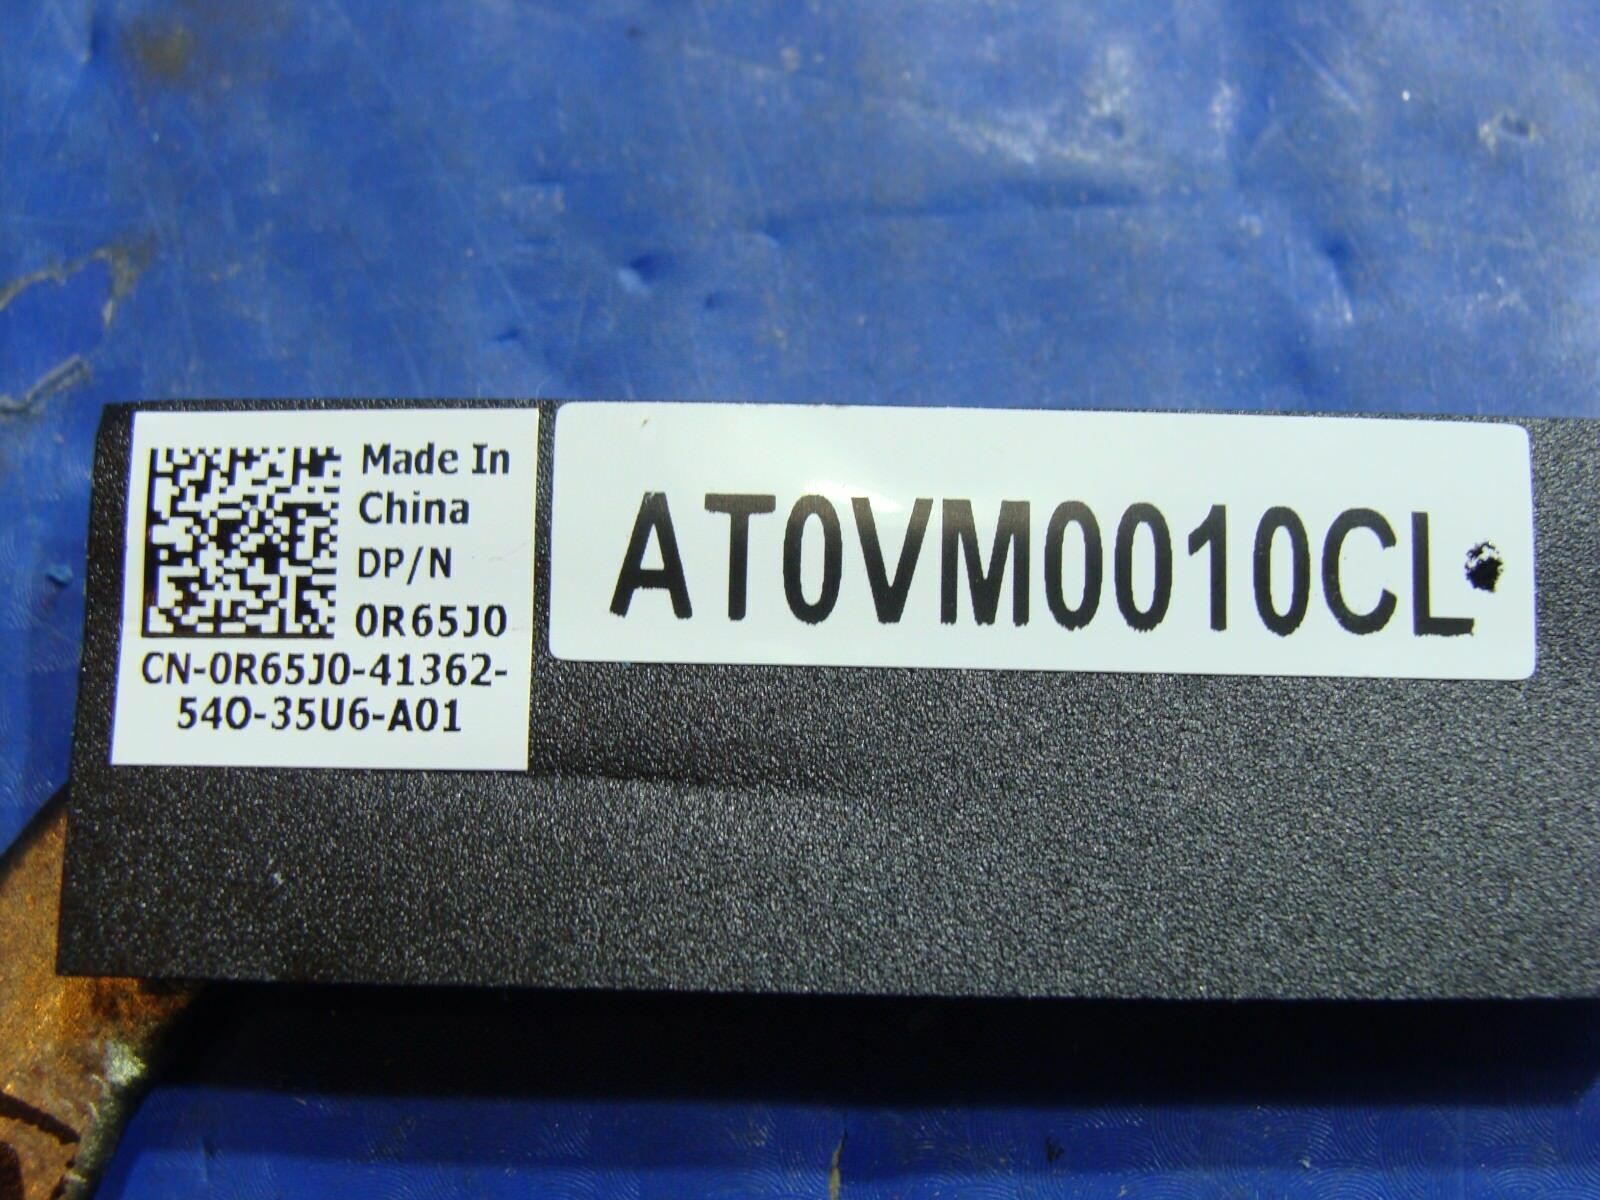 Made In
China
DP/N
0R65J0
CN-0R65J0-41362-
54O-35U6-A01
AT0VM0010CL